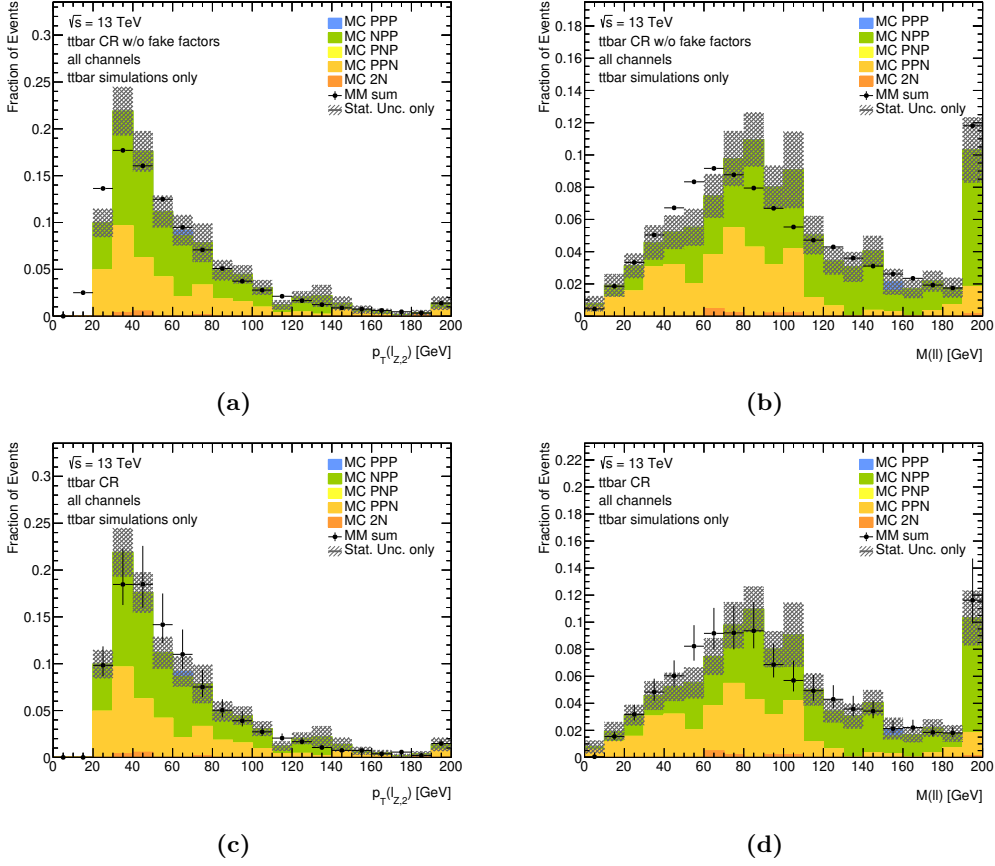 Fraction of Events
0.3
0.25
0.2
0.15
0.1
0.05
0
√s = 13 TeV
ttbar CR w/o fake factors
all channels
ttbar simulations only
MC PPP
MC NPP
MC PNP
MC PPN
MC 2N
MM sum
Stat. Unc. only
0 20 40 60 80 100 120 140 160 180 200
p_T(l_Z,2) [GeV]
(a)
Fraction of Events
0.18
0.16
0.14
0.12
0.1
0.08
0.06
0.04
0.02
0
√s = 13 TeV
ttbar CR w/o fake factors
all channels
ttbar simulations only
MC PPP
MC NPP
MC PNP
MC PPN
MC 2N
MM sum
Stat. Unc. only
0 20 40 60 80 100 120 140 160 180 200
M(ll) [GeV]
(b)
Fraction of Events
0.3
0.25
0.2
0.15
0.1
0.05
0
√s = 13 TeV
ttbar CR
all channels
ttbar simulations only
MC PPP
MC NPP
MC PNP
MC PPN
MC 2N
MM sum
Stat. Unc. only
0 20 40 60 80 100 120 140 160 180 200
p_T(l_Z,2) [GeV]
(c)
Fraction of Events
0.22
0.2
0.18
0.16
0.14
0.12
0.1
0.08
0.06
0.04
0.02
0
√s = 13 TeV
ttbar CR
all channels
ttbar simulations only
MC PPP
MC NPP
MC PNP
MC PPN
MC 2N
MM sum
Stat. Unc. only
0 20 40 60 80 100 120 140 160 180 200
M(ll) [GeV]
(d)